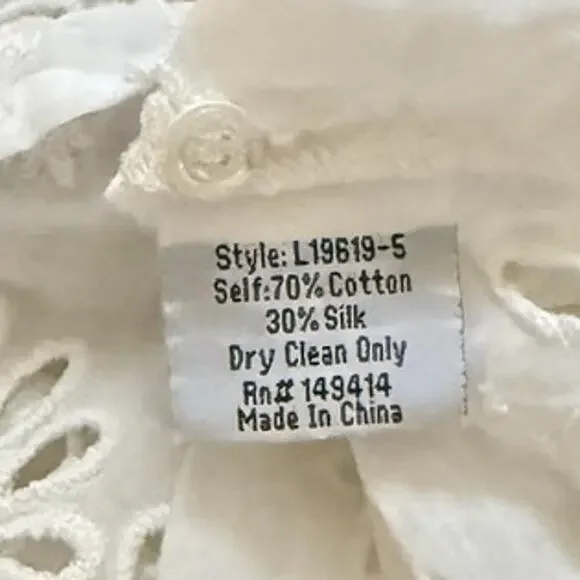 Style: L19619-5
Self:70% Cotton
30% Silk
Dry Clean Only
Rn# 149414
Made In China